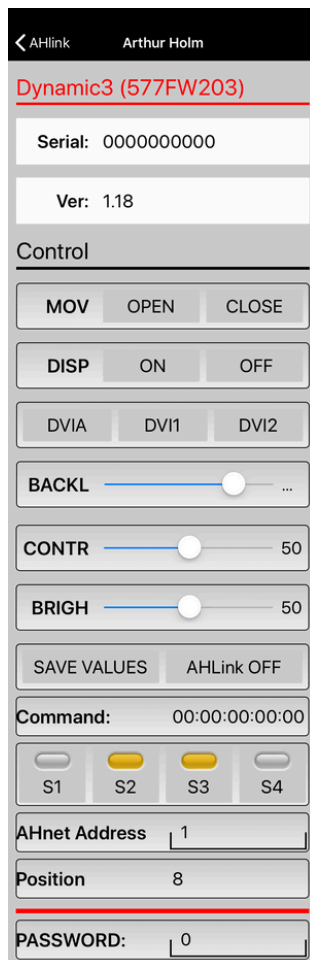 AHlink Arthur Holm
Dynamic3 (577FW203)
Serial: 0000000000
Ver: 1.18
Control
MOV OPEN CLOSE
DISP ON OFF
DVIA DVI1 DVI2
BACKL ...
CONTR 50
BRIGH 50
SAVE VALUES AHLink OFF
Command: 00:00:00:00:00
S1 S2 S3 S4
AHnet Address 1
Position 8
PASSWORD: 0